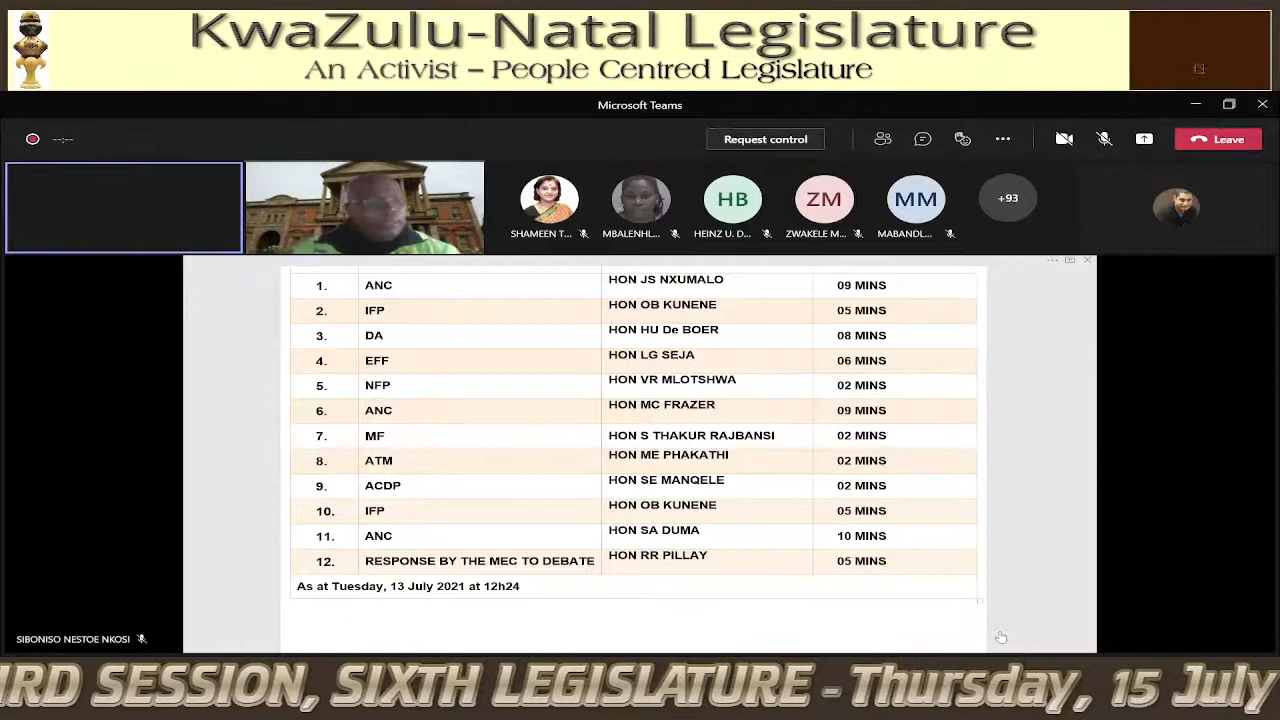 KwaZulu-Natal Legislature
An Activist – People Centred Legislature
Microsoft Teams
--:--
Request control
Leave
HB
ZM
MM
+93
SHAMEEN T...
MBALENHL...
HEINZ U. D...
ZWAKELE M...
MABANDL...
1. ANC HON JS NXUMALO 09 MINS
2. IFP HON OB KUNENE 05 MINS
3. DA HON HU De BOER 08 MINS
4. EFF HON LG SEJA 06 MINS
5. NFP HON VR MLOTSHWA 02 MINS
6. ANC HON MC FRAZER 09 MINS
7. MF HON S THAKUR RAJBANSI 02 MINS
8. ATM HON ME PHAKATHI 02 MINS
9. ACDP HON SE MANQELE 02 MINS
10. IFP HON OB KUNENE 05 MINS
11. ANC HON SA DUMA 10 MINS
12. RESPONSE BY THE MEC TO DEBATE HON RR PILLAY 05 MINS
As at Tuesday, 13 July 2021 at 12h24
SIBONISO NESTOE NKOSI
IRD SESSION, SIXTH LEGISLATURE - Thursday, 15 July